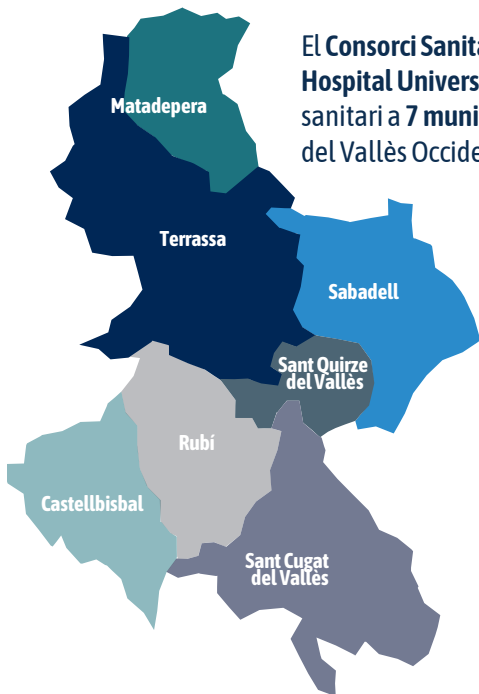 El Consorci Sanita
Hospital Univers
sanitari a 7 muni
del Vallès Occide
Matadepera
Terrassa
Sabadell
Sant Quirze
del Vallès
Rubí
Castellbisbal
Sant Cugat
del Vallès